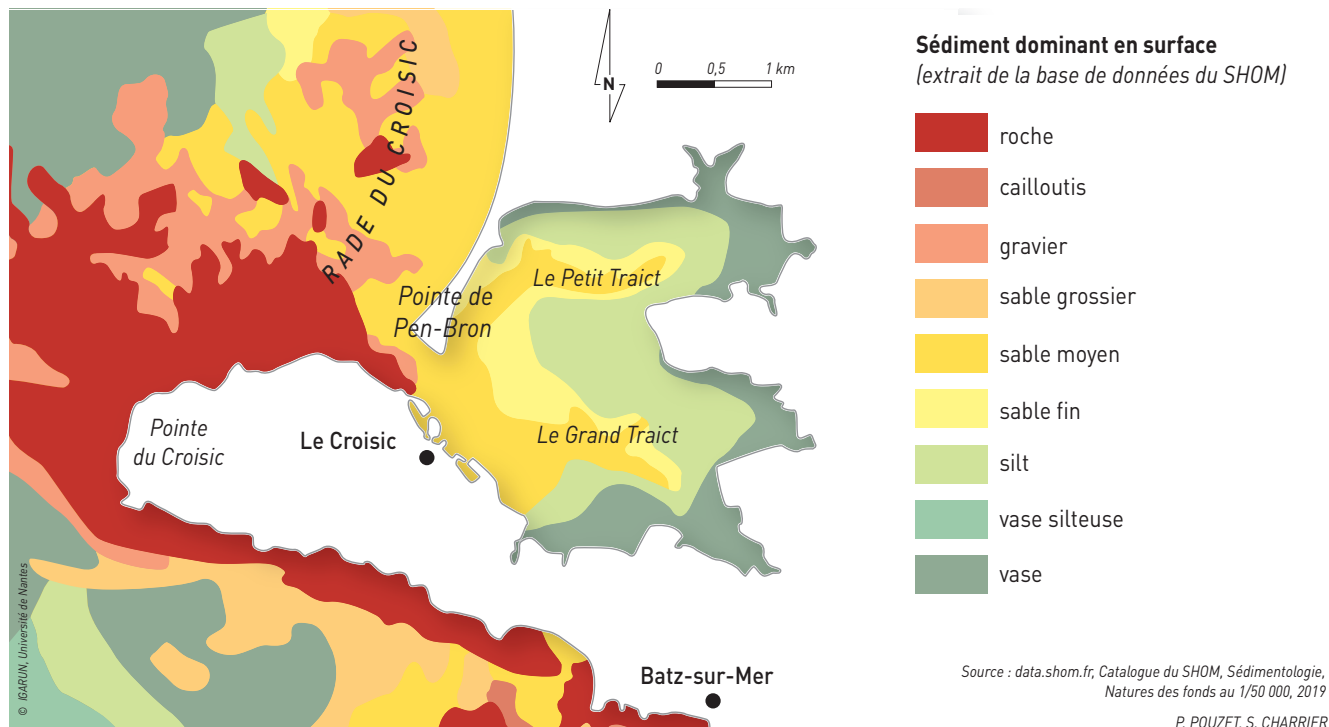 RADE DU CROISIC
N
0 0,5 1 km
Le Petit Traict
Pointe de
Pen-Bron
Le Grand Traict
Pointe
du Croisic
Le Croisic
Batz-sur-Mer
© IGARUN, Université de Nantes
Sédiment dominant en surface
(extrait de la base de données du SHOM)
roche
cailloutis
gravier
sable grossier
sable moyen
sable fin
silt
vase silteuse
vase
Source : data.shom.fr, Catalogue du SHOM, Sédimentologie,
Natures des fonds au 1/50 000, 2019
P. POUZET, S. CHARRIER